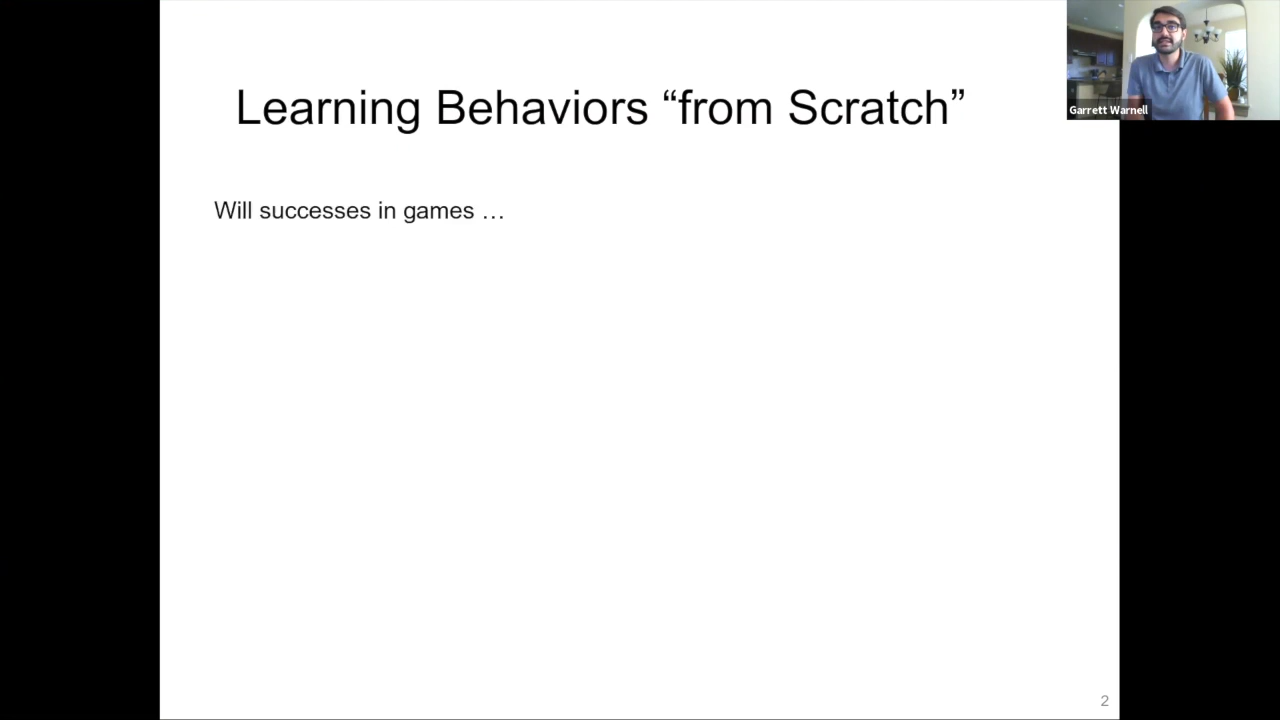 Learning Behaviors “from Scratch”
Garrett Warnell
Will successes in games …
2